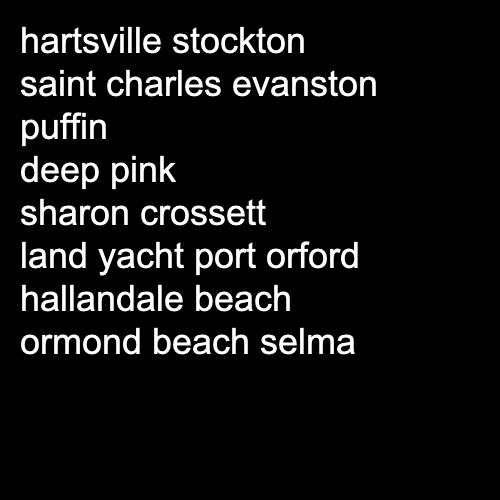 hartsville stockton
saint charles evanston
puffin
deep pink
sharon crossett
land yacht port orford
hallandale beach
ormond beach selma